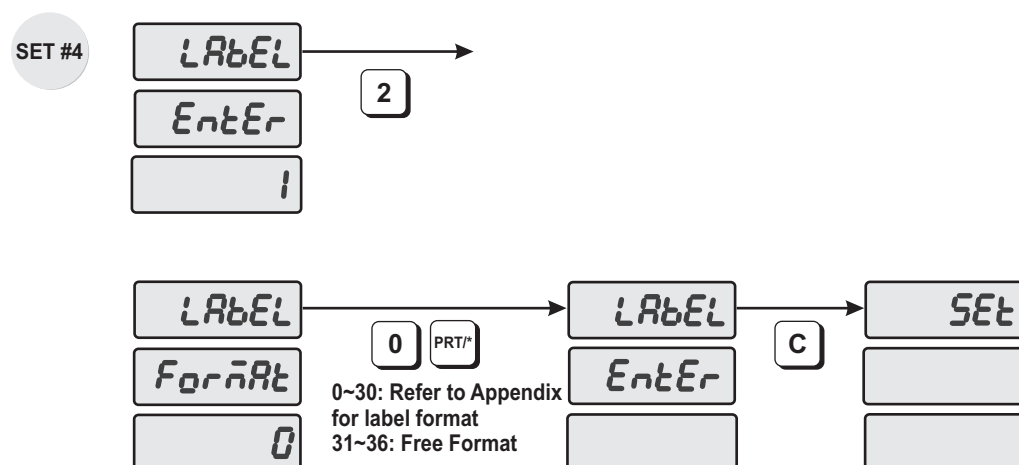 SET #4
LAbEL
2
EntEr
1
LAbEL
0 PRT/*
LAbEL
C
SEt
FormAt
EntEr
0~30: Refer to Appendix
for label format
31~36: Free Format
0